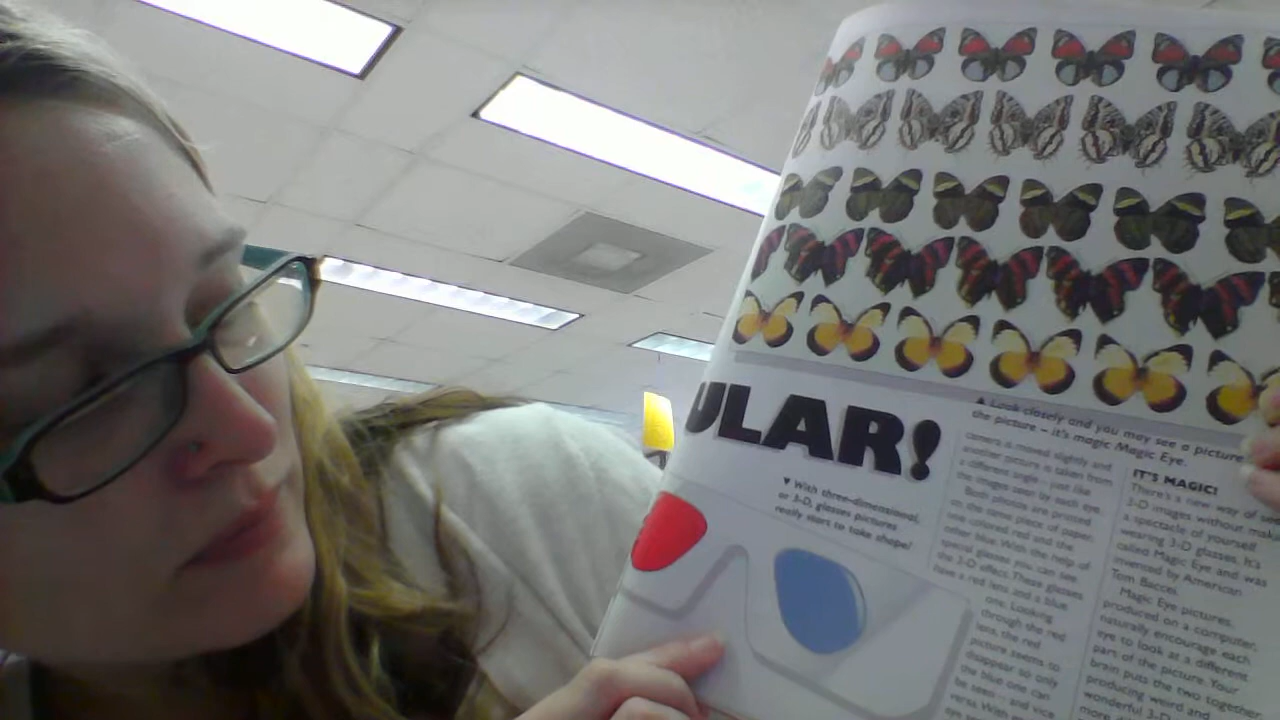 ULAR!
▲ Look closely and you may see a picture
the picture – it's magic Magic Eye.
▼ With three-dimensional,
or 3-D, glasses pictures
really start to take shape!
camera is moved slightly and
another picture is taken from
a different angle – just like
the images seen by each eye.
Both photos are printed
on the same piece of paper,
one colored red and the
other blue. With the help of
special glasses you can see
the 3-D effect. These glasses
have a red lens and a blue
one. Looking
through the red
lens, the red
picture seems to
disappear so only
the blue one can
be seen – and vice
versa. With
IT'S MAGIC!
There's a new way of
3-D images without
a spectacle of yourself
wearing 3-D glasses. It's
called Magic Eye and was
invented by American
Tom Baccei.
Magic Eye pictures,
produced on a computer,
naturally encourage each
eye to look at a different
part of the picture. Your
brain puts the two together
producing weird and
wonderful